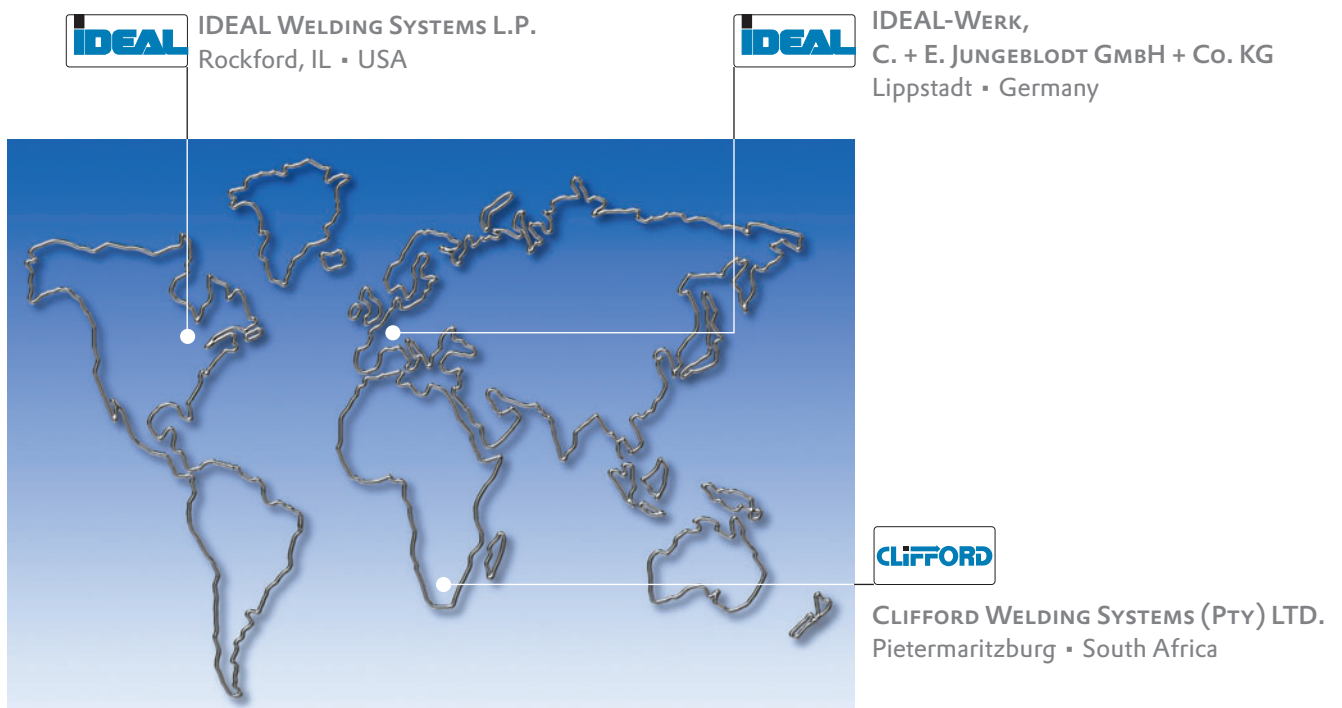 iDEAL
IDEAL Welding Systems L.P.
Rockford, IL ▪ USA
iDEAL
IDEAL-Werk,
C. + E. Jungeblodt GmbH + Co. KG
Lippstadt ▪ Germany
CLiFFORD
Clifford Welding Systems (Pty) LTD.
Pietermaritzburg ▪ South Africa